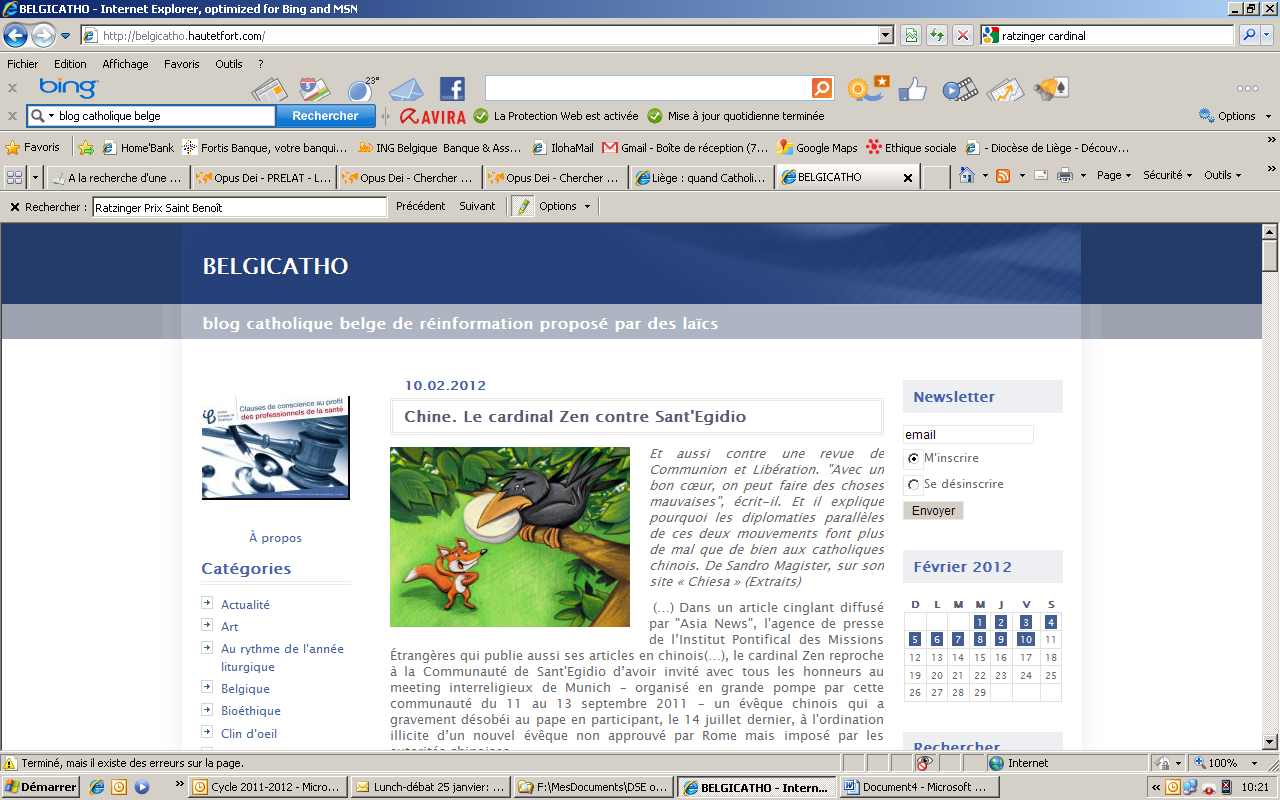 BELGICATHO - Internet Explorer, optimized for Bing and MSN
http://belgicatho.hautetfort.com/
ratzinger cardinal
Fichier Edition Affichage Favoris Outils ?
bing 23°
blog catholique belge Rechercher AVIRA La Protection Web est activée Mise à jour quotidienne terminée Options
Favoris Home'Bank Fortis Banque, votre banqui... ING Belgique Banque & Ass... IlohaMail Gmail - Boîte de réception (7... Google Maps Ethique sociale - Diocèse de Liège - Découv...
A la recherche d'une ... Opus Dei - PRELAT - L... Opus Dei - Chercher ... Opus Dei - Chercher ... Liège : quand Catholi... BELGICATHO Page Sécurité Outils
Rechercher : Ratzinger Prix Saint Benoît Précédent Suivant Options
BELGICATHO
blog catholique belge de réinformation proposé par des laïcs
Clauses de conscience au profit
des professionnels de la santé
À propos
Catégories
Actualité
Art
Au rythme de l'année
liturgique
Belgique
Bioéthique
Clin d'oeil
10.02.2012
Chine. Le cardinal Zen contre Sant'Egidio
Et aussi contre une revue de
Communion et Libération. "Avec un
bon cœur, on peut faire des choses
mauvaises", écrit-il. Et il explique
pourquoi les diplomaties parallèles
de ces deux mouvements font plus
de mal que de bien aux catholiques
chinois. De Sandro Magister, sur son
site « Chiesa » (Extraits)
(...) Dans un article cinglant diffusé
par "Asia News", l'agence de presse
de l’Institut Pontifical des Missions
Étrangères qui publie aussi ses articles en chinois(...), le cardinal Zen reproche
à la Communauté de Sant'Egidio d’avoir invité avec tous les honneurs au
meeting interreligieux de Munich – organisé en grande pompe par cette
communauté du 11 au 13 septembre 2011 – un évêque chinois qui a
gravement désobéi au pape en participant, le 14 juillet dernier, à l'ordination
illicite d’un nouvel évêque non approuvé par Rome mais imposé par les
autorités chinoises.
Newsletter
email
M'inscrire
Se désinscrire
Envoyer
Février 2012
D L M M J V S
1 2 3 4
5 6 7 8 9 10 11
12 13 14 15 16 17 18
19 20 21 22 23 24 25
26 27 28 29
Rechercher
Terminé, mais il existe des erreurs sur la page. Internet 100%
Démarrer Cycle 2011-2012 - Micro... Lunch-débat 25 janvier: ... F:\MesDocuments\DSE o... BELGICATHO - Intern... Document4 - Microsoft ... 10:21